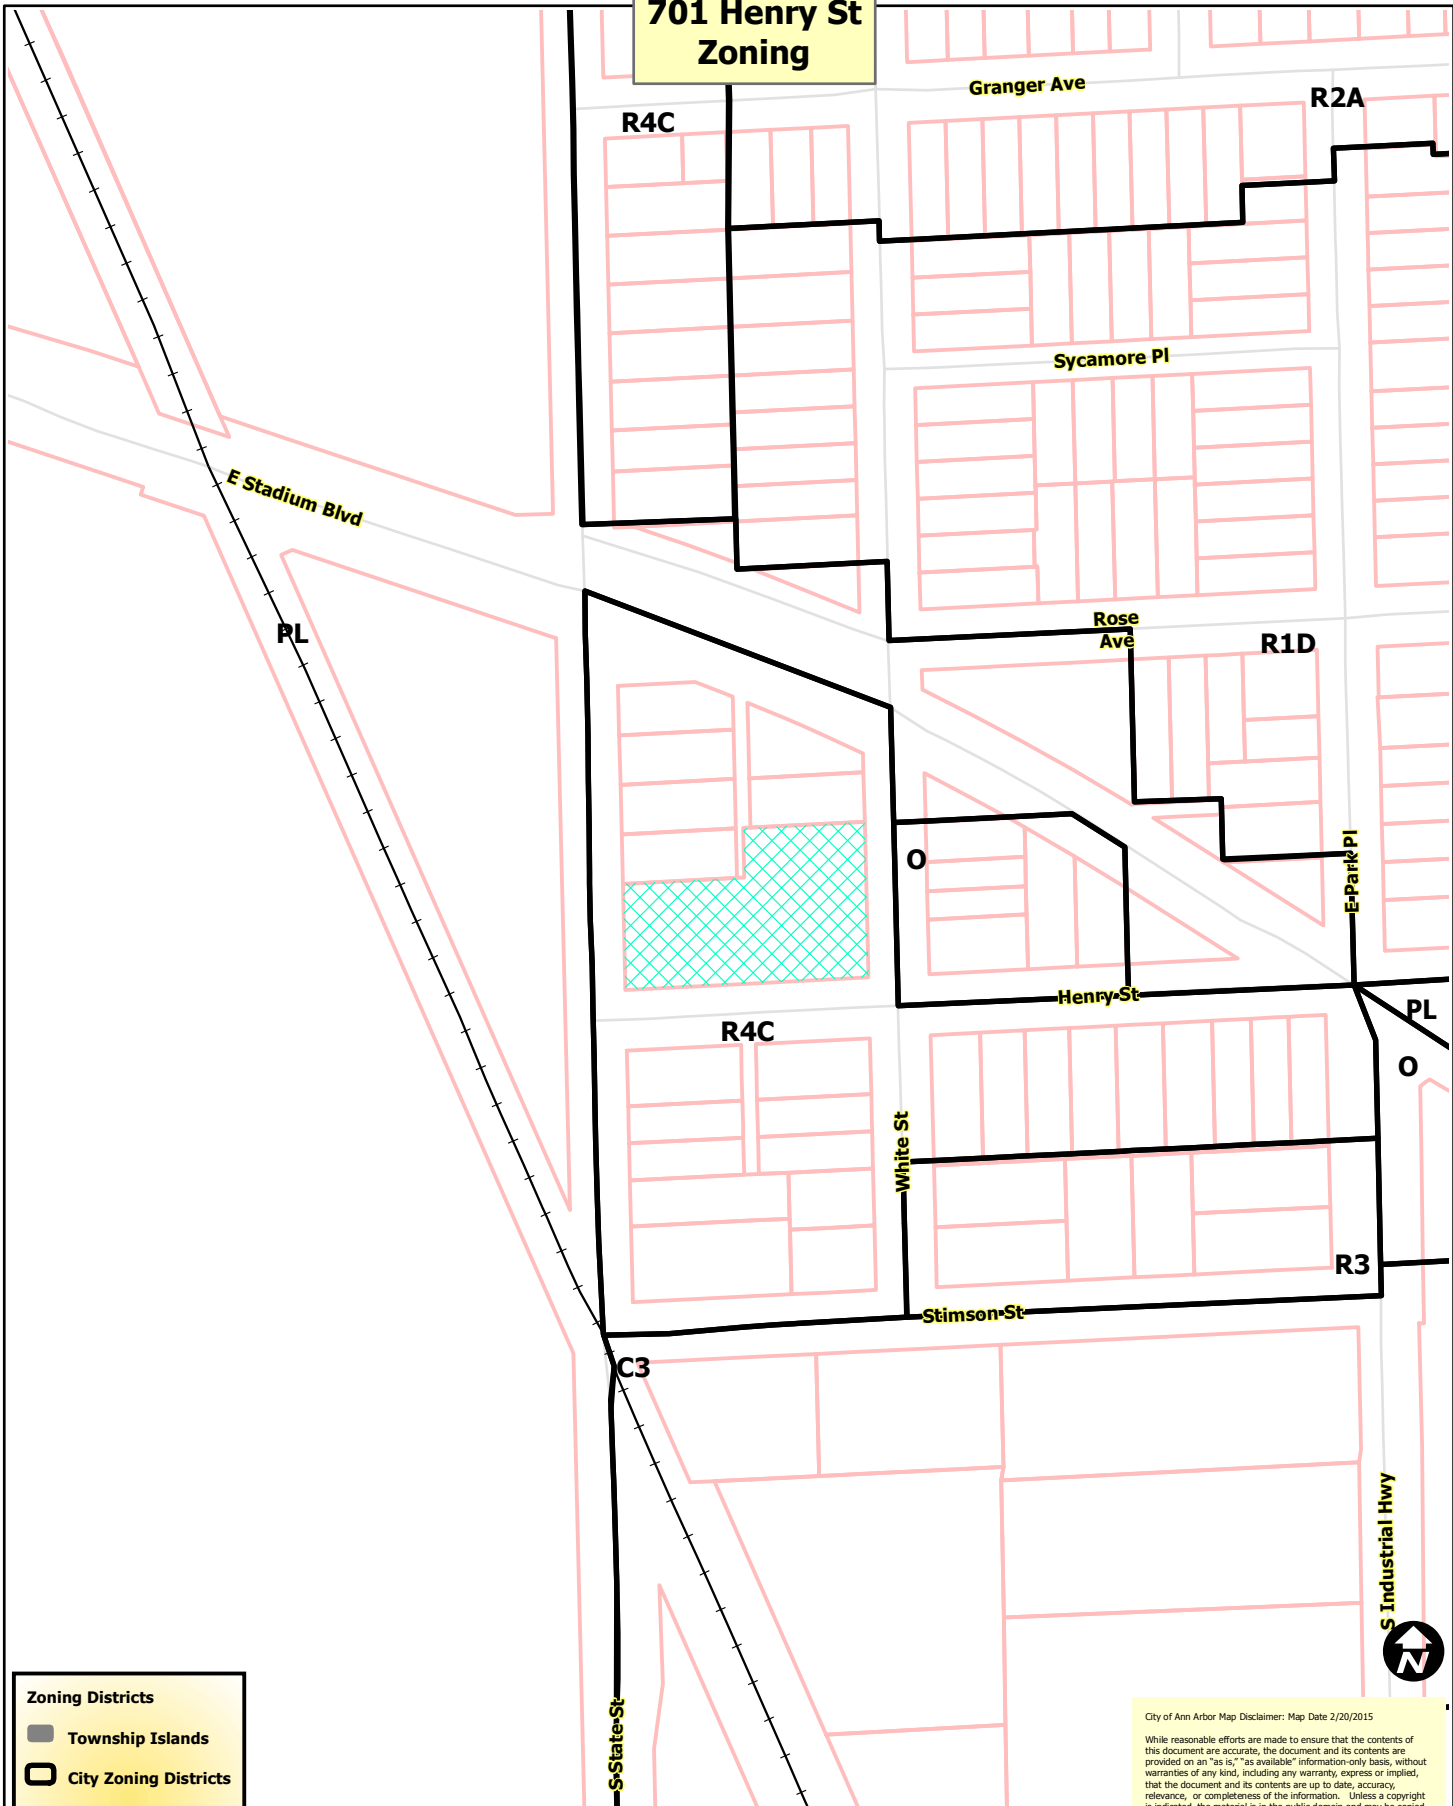 701 Henry St
Zoning
Granger Ave
R2A
R4C
Sycamore Pl
E Stadium Blvd
Rose
Ave
PL
R1D
O
E Park Pl
Henry St
PL
R4C
O
White St
R3
Stimson St
C3
S Industrial Hwy
N
S State St
Zoning Districts
Township Islands
City Zoning Districts
City of Ann Arbor Map Disclaimer: Map Date 2/20/2015
While reasonable efforts are made to ensure that the contents of
this document are accurate, the document and its contents are
provided on an "as is," "as available" information-only basis, without
warranties of any kind, including any warranty, express or implied,
that the document and its contents are up to date, accuracy,
relevance, or completeness of the information. Unless a copyright